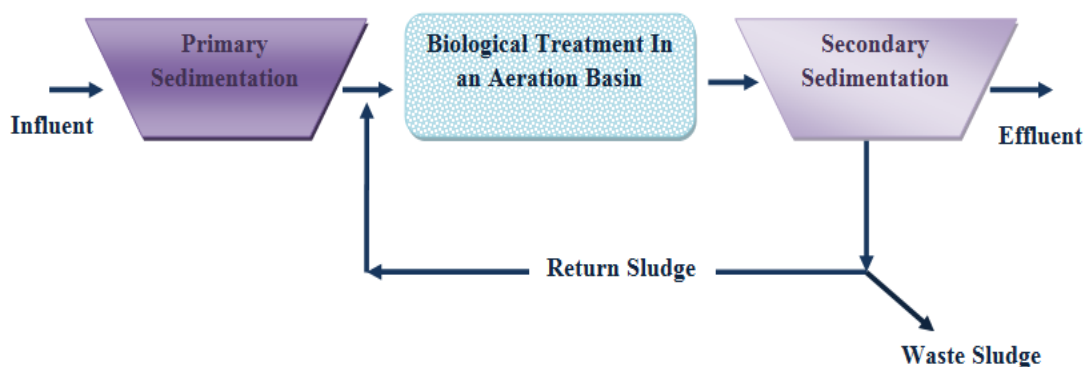 Primary
Sedimentation
Biological Treatment In
an Aeration Basin
Secondary
Sedimentation
Influent
Effluent
Return Sludge
Waste Sludge